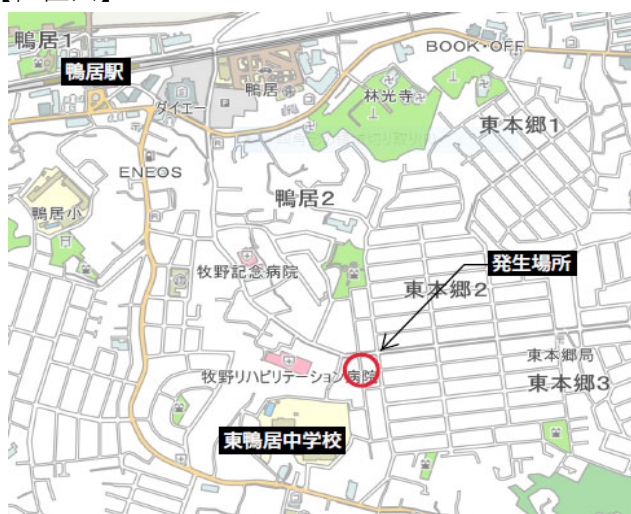 鴨居1
鴨居駅
BOOK・OFF
ダイエー
鴨居
林光寺
東本郷1
ENEOS
鴨居小
鴨居2
牧野記念病院
発生場所
東本郷2
東本郷局
牧野リハビリテーション病院
東本郷3
東鴨居中学校